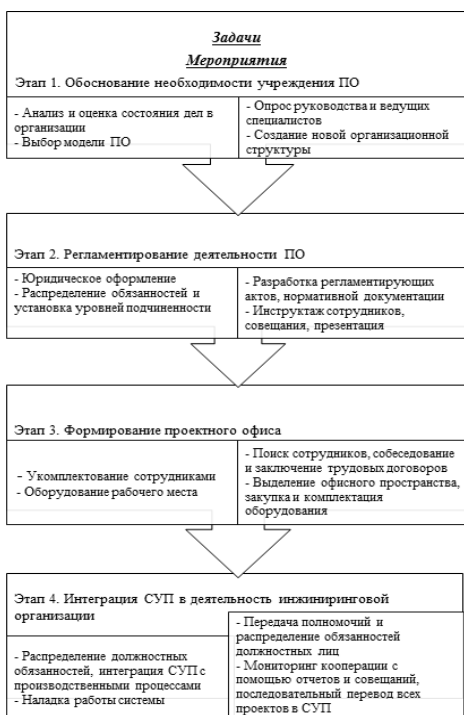 Задачи
Мероприятия
Этап 1. Обоснование необходимости учреждения ПО
- Анализ и оценка состояния дел в
организации
- Выбор модели ПО
- Опрос руководства и ведущих
специалистов
- Создание новой организационной
структуры
Этап 2. Регламентирование деятельности ПО
- Юридическое оформление
- Распределение обязанностей и
установка уровней подчиненности
- Разработка регламентирующих
актов, нормативной документации
- Инструктаж сотрудников,
совещания, презентация
Этап 3. Формирование проектного офиса
- Укомплектование сотрудниками
- Оборудование рабочего места
- Поиск сотрудников, собеседование
и заключение трудовых договоров
- Выделение офисного пространства,
закупка и комплектация
оборудования
Этап 4. Интеграция СУП в деятельность инжиниринговой
организации
- Распределение должностных
обязанностей, интеграция СУП с
производственными процессами
- Наладка работы системы
- Передача полномочий и
распределение обязанностей
должностных лиц
- Мониторинг кооперации с
помощью отчетов и совещаний,
последовательный перевод всех
проектов в СУП